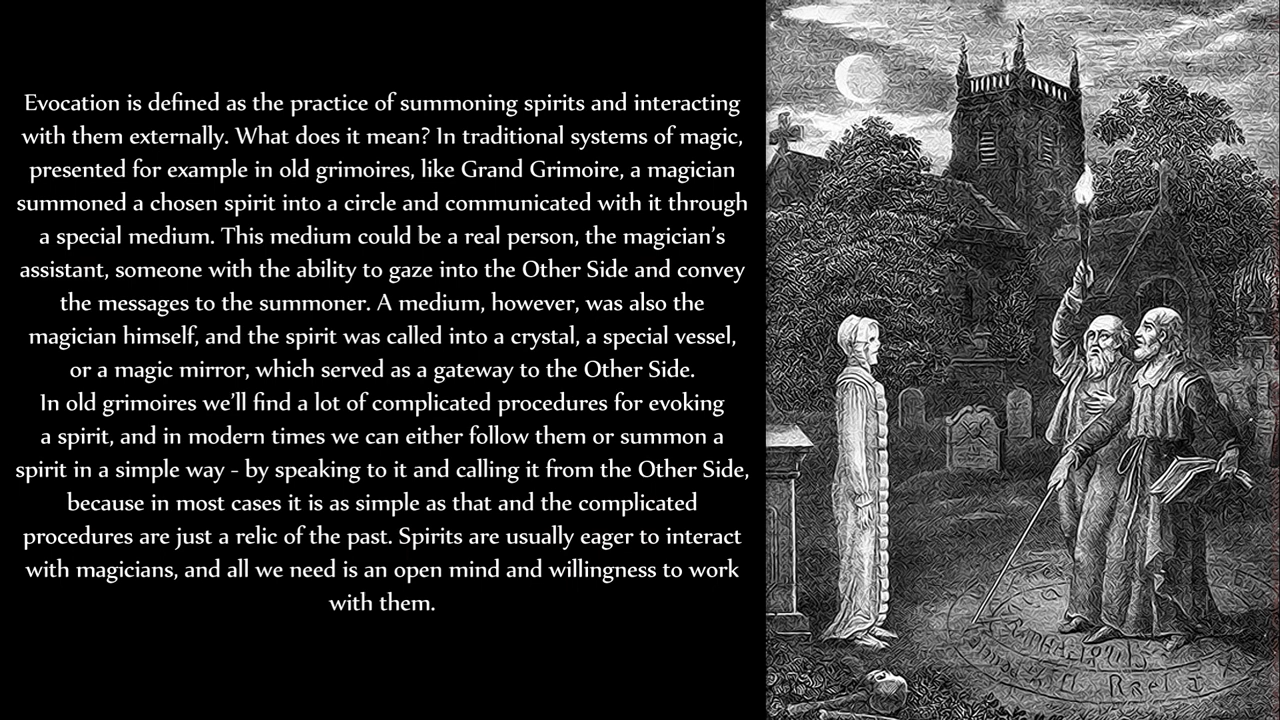 Evocation is defined as the practice of summoning spirits and interacting
with them externally. What does it mean? In traditional systems of magic,
presented for example in old grimoires, like Grand Grimoire, a magician
summoned a chosen spirit into a circle and communicated with it through
a special medium. This medium could be a real person, the magician's
assistant, someone with the ability to gaze into the Other Side and convey
the messages to the summoner. A medium, however, was also the
magician himself, and the spirit was called into a crystal, a special vessel,
or a magic mirror, which served as a gateway to the Other Side.
In old grimoires we'll find a lot of complicated procedures for evoking
a spirit, and in modern times we can either follow them or summon a
spirit in a simple way - by speaking to it and calling it from the Other Side,
because in most cases it is as simple as that and the complicated
procedures are just a relic of the past. Spirits are usually eager to interact
with magicians, and all we need is an open mind and willingness to work
with them.
Rael